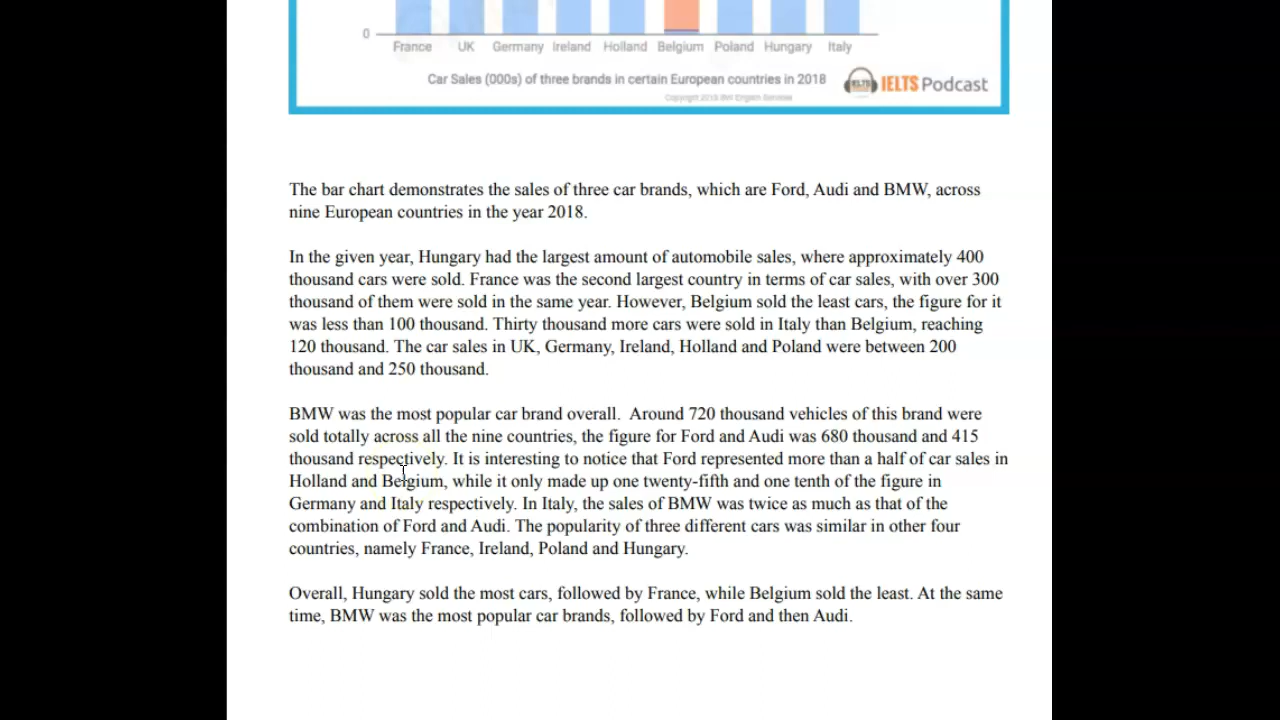 0
France UK Germany Ireland Holland Belgium Poland Hungary Italy
Car Sales (000s) of three brands in certain European countries in 2018
IELTS Podcast
The bar chart demonstrates the sales of three car brands, which are Ford, Audi and BMW, across
nine European countries in the year 2018.
In the given year, Hungary had the largest amount of automobile sales, where approximately 400
thousand cars were sold. France was the second largest country in terms of car sales, with over 300
thousand of them were sold in the same year. However, Belgium sold the least cars, the figure for it
was less than 100 thousand. Thirty thousand more cars were sold in Italy than Belgium, reaching
120 thousand. The car sales in UK, Germany, Ireland, Holland and Poland were between 200
thousand and 250 thousand.
BMW was the most popular car brand overall.  Around 720 thousand vehicles of this brand were
sold totally across all the nine countries, the figure for Ford and Audi was 680 thousand and 415
thousand respectively. It is interesting to notice that Ford represented more than a half of car sales in
Holland and Belgium, while it only made up one twenty-fifth and one tenth of the figure in
Germany and Italy respectively. In Italy, the sales of BMW was twice as much as that of the
combination of Ford and Audi. The popularity of three different cars was similar in other four
countries, namely France, Ireland, Poland and Hungary.
Overall, Hungary sold the most cars, followed by France, while Belgium sold the least. At the same
time, BMW was the most popular car brands, followed by Ford and then Audi.